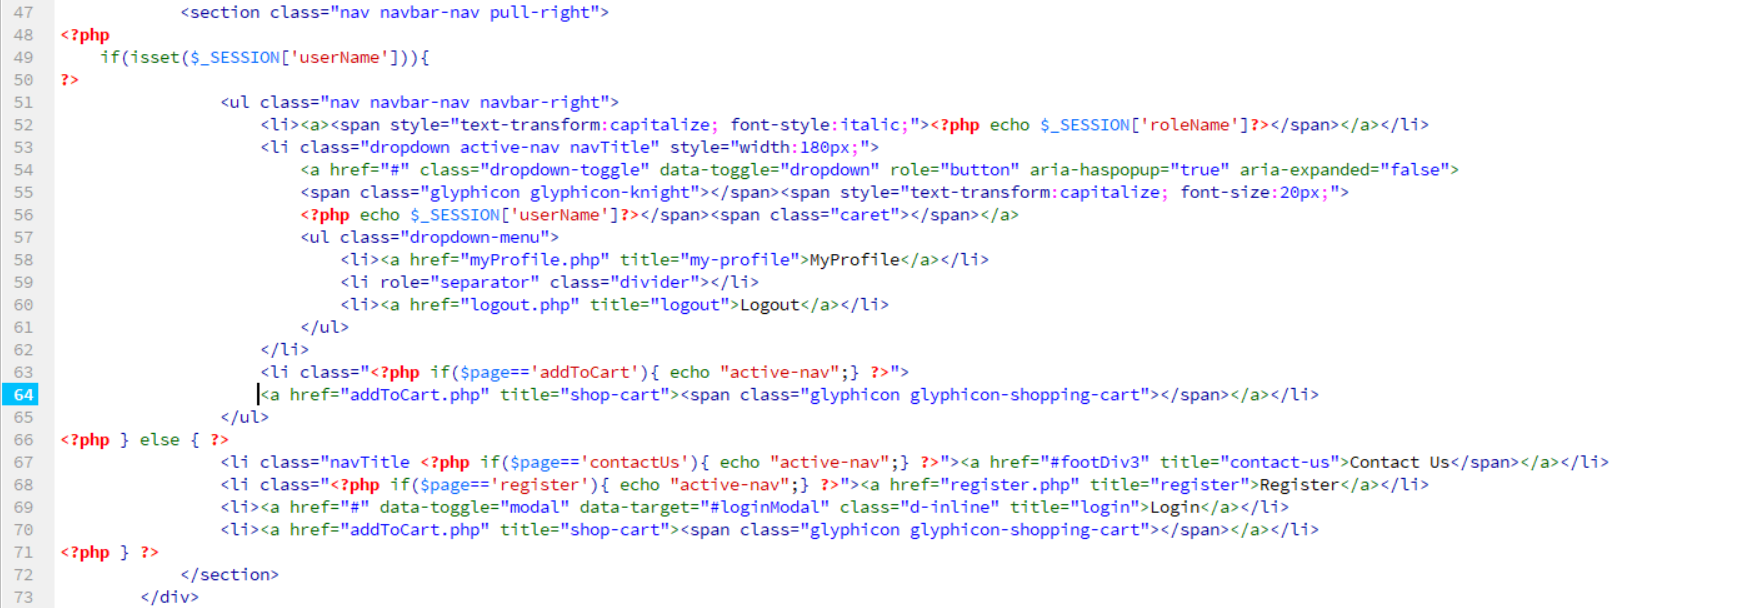 47 <section class="nav navbar-nav pull-right">
48 <?php
49 if(isset($_SESSION['userName'])){
50 ?>
51 <ul class="nav navbar-nav navbar-right">
52 <li><a><span style="text-transform:capitalize; font-style:italic;"><?php echo $_SESSION['roleName']?></span></a></li>
53 <li class="dropdown active-nav navTitle" style="width:180px;">
54 <a href="#" class="dropdown-toggle" data-toggle="dropdown" role="button" aria-haspopup="true" aria-expanded="false">
55 <span class="glyphicon glyphicon-knight"></span><span style="text-transform:capitalize; font-size:20px;">
56 <?php echo $_SESSION['userName']?></span><span class="caret"></span></a>
57 <ul class="dropdown-menu">
58 <li><a href="myProfile.php" title="my-profile">MyProfile</a></li>
59 <li role="separator" class="divider"></li>
60 <li><a href="logout.php" title="logout">Logout</a></li>
61 </ul>
62 </li>
63 <li class="<?php if($page=='addToCart'){ echo "active-nav";} ?>">
64 <a href="addToCart.php" title="shop-cart"><span class="glyphicon glyphicon-shopping-cart"></span></a></li>
65 </ul>
66 <?php } else { ?>
67 <li class="navTitle <?php if($page=='contactUs'){ echo "active-nav";} ?>"><a href="#footDiv3" title="contact-us">Contact Us</span></a></li>
68 <li class="<?php if($page=='register'){ echo "active-nav";} ?>"><a href="register.php" title="register">Register</a></li>
69 <li><a href="#" data-toggle="modal" data-target="#loginModal" class="d-inline" title="login">Login</a></li>
70 <li><a href="addToCart.php" title="shop-cart"><span class="glyphicon glyphicon-shopping-cart"></span></a></li>
71 <?php } ?>
72 </section>
73 </div>